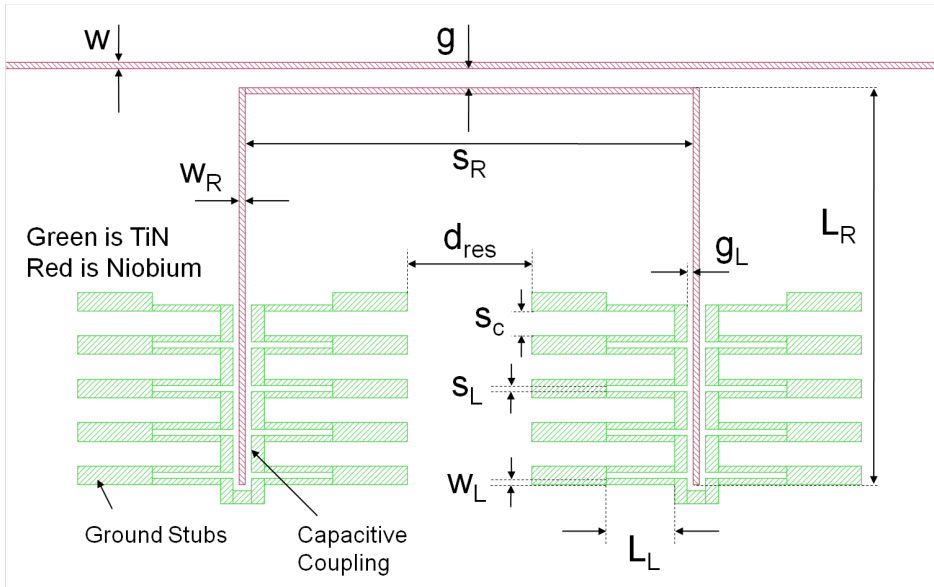 w
g
s_R
w_R
Green is TiN
Red is Niobium
d_res
g_L
L_R
s_c
s_L
w_L
L_L
Ground Stubs
Capacitive
Coupling